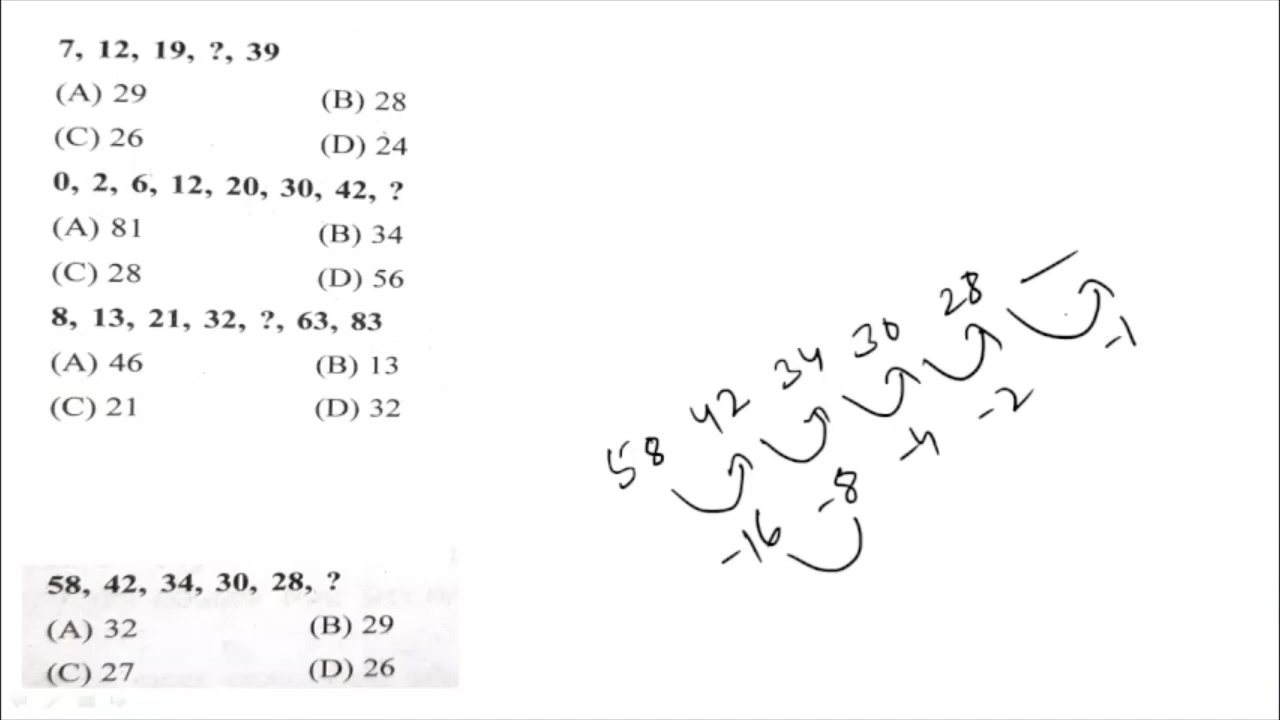 7, 12, 19, ?, 39
(A) 29 (B) 28
(C) 26 (D) 24
0, 2, 6, 12, 20, 30, 42, ?
(A) 81 (B) 34
(C) 28 (D) 56
8, 13, 21, 32, ?, 63, 83
(A) 46 (B) 13
(C) 21 (D) 32
58, 42, 34, 30, 28, ?
(A) 32 (B) 29
(C) 27 (D) 26
58 42 34 30 28 —
-16 -8 -4 -2 -1